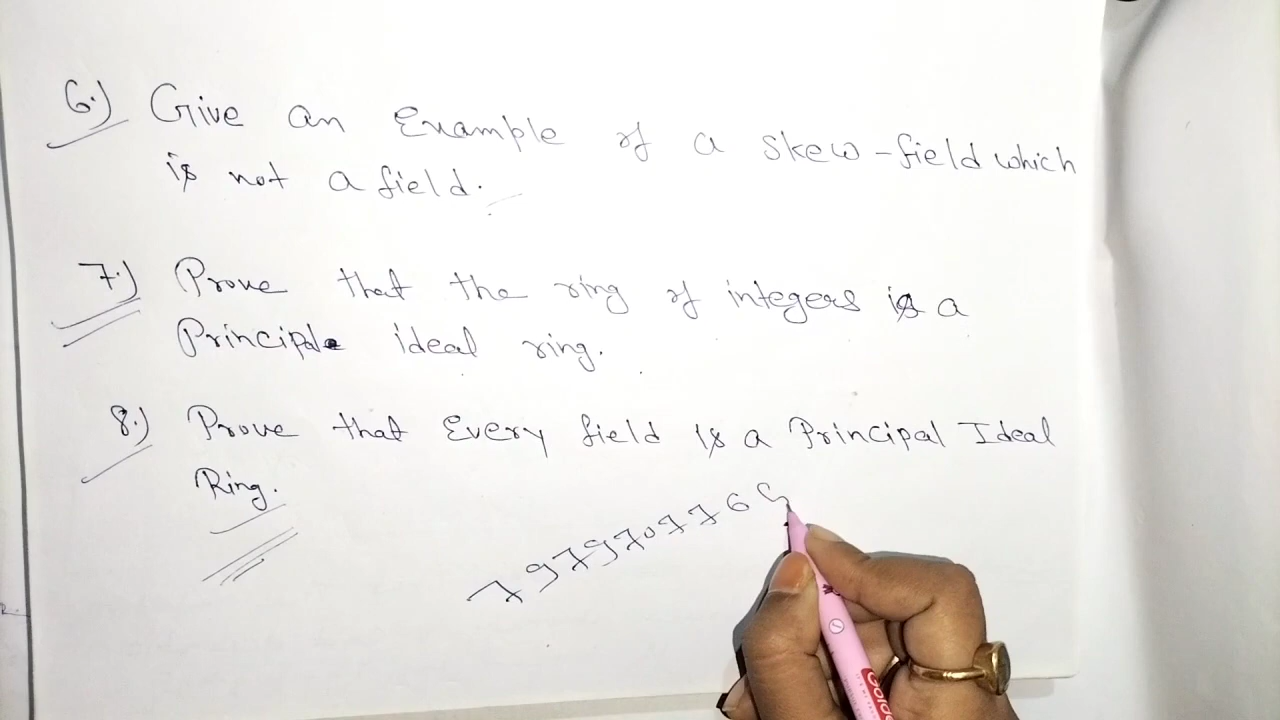 6.) Give an Example of a skew-field which
is not a field.
7.) Prove that the ring of integers is a
Principle ideal ring.
8.) Prove that Every field is a Principal Ideal
Ring.
797970776
Golde